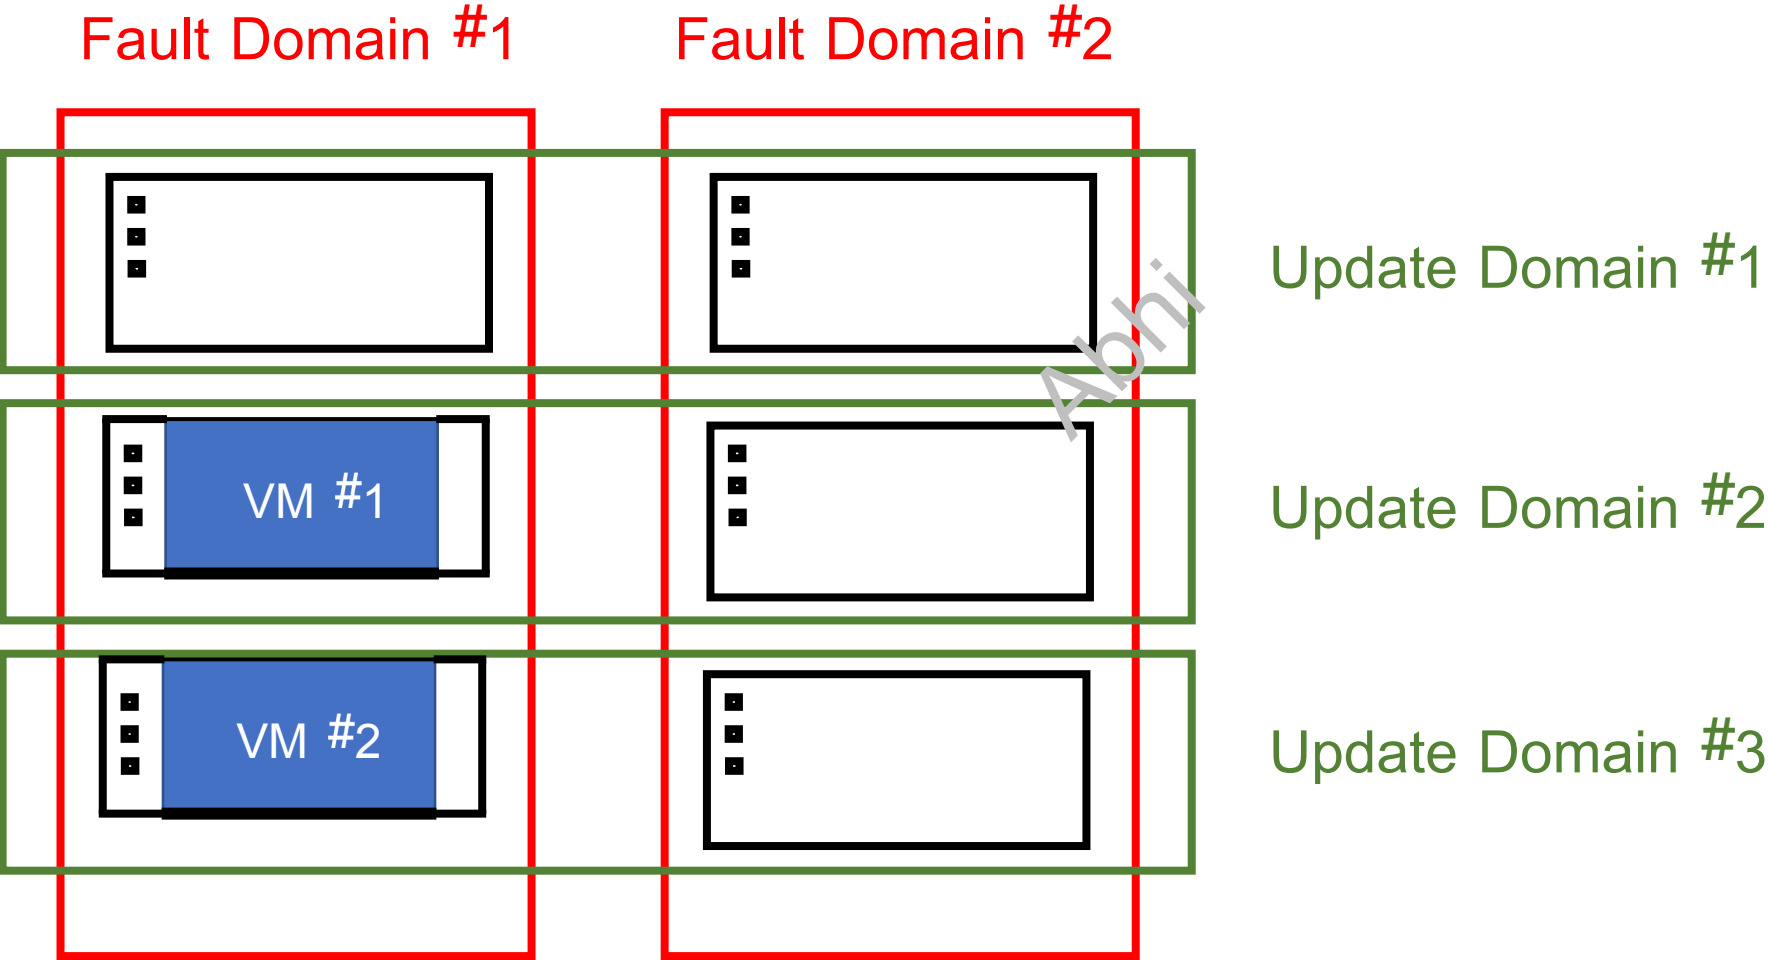 Fault Domain #1
Fault Domain #2
Update Domain #1
Abhi
VM #1
Update Domain #2
VM #2
Update Domain #3